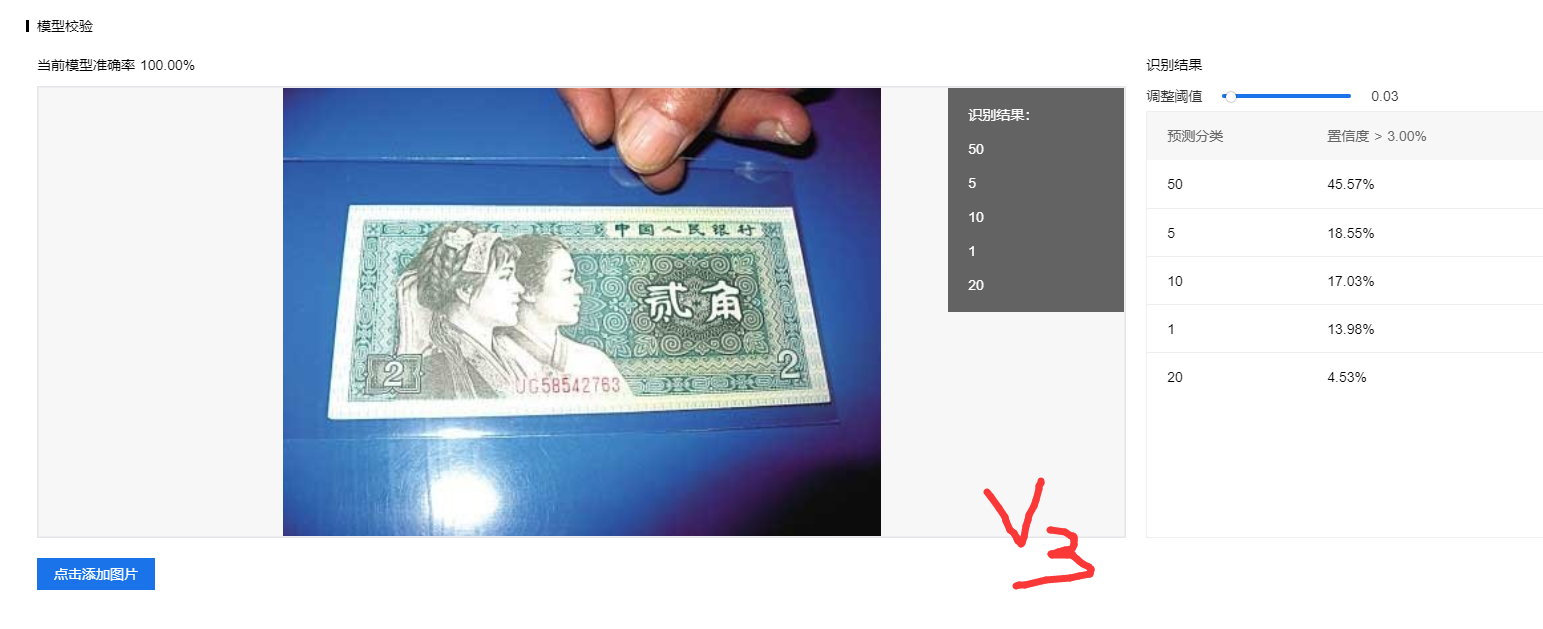 模型校验
当前模型准确率 100.00%
中国人民银行
贰角
2
2
UG58542763
识别结果：
50
5
10
1
20
点击添加图片
V3
识别结果
调整阈值 0.03
预测分类 置信度 > 3.00%
50 45.57%
5 18.55%
10 17.03%
1 13.98%
20 4.53%